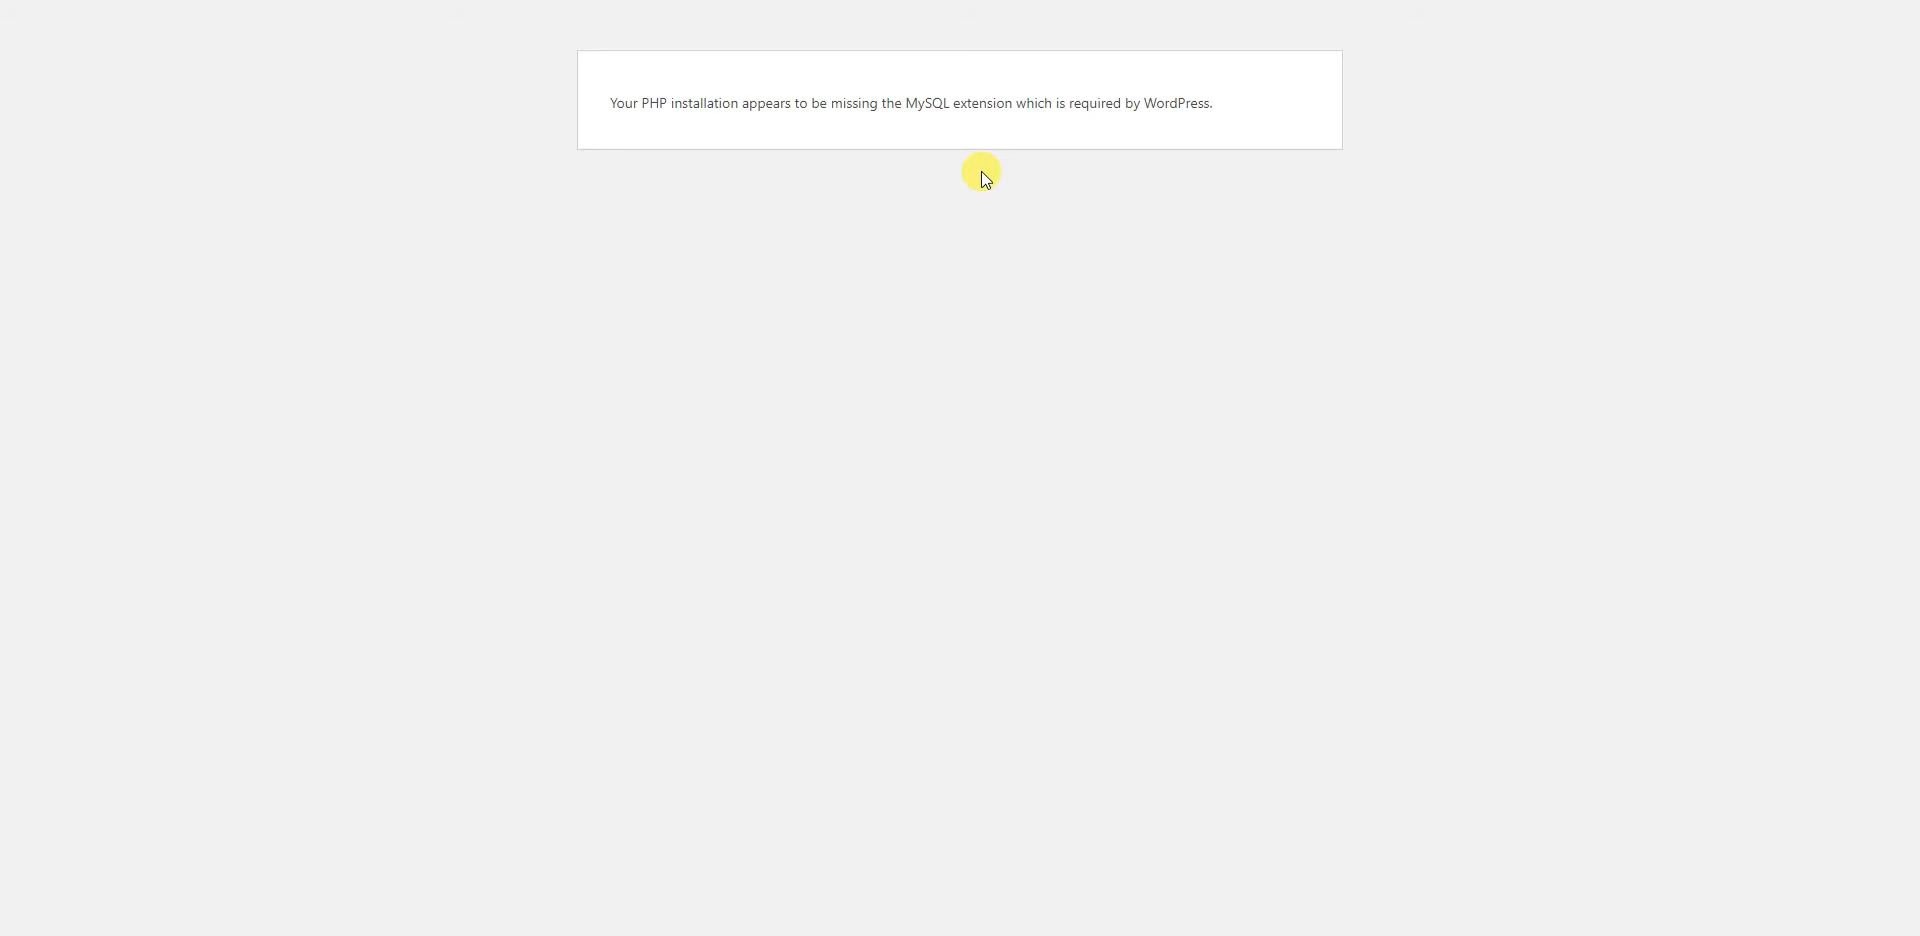 Your PHP installation appears to be missing the MySQL extension which is required by WordPress.